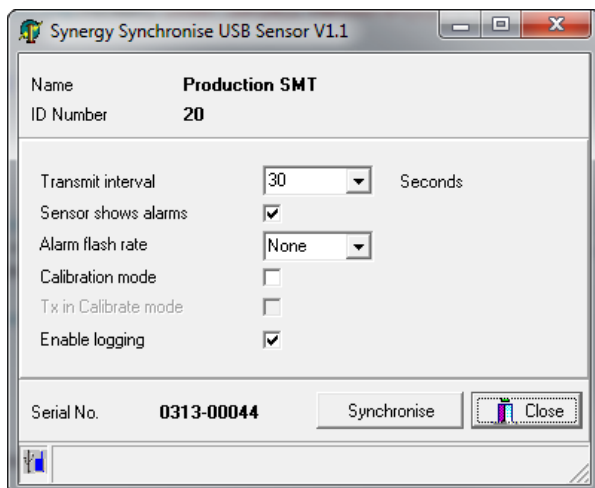 Synergy Synchronise USB Sensor V1.1
Name Production SMT
ID Number 20
Transmit interval 30 Seconds
Sensor shows alarms
Alarm flash rate None
Calibration mode
Tx in Calibrate mode
Enable logging
Serial No. 0313-00044 Synchronise Close